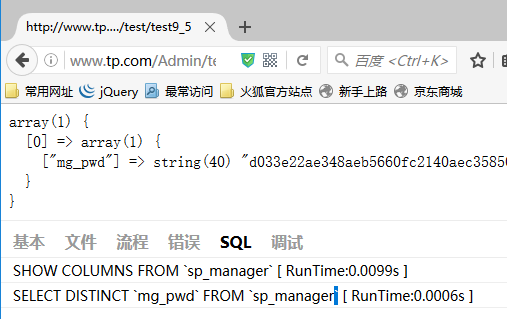 http://www.tp..../test/test9_5
www.tp.com/Admin/te
百度 <Ctrl+K>
常用网址 jQuery 最常访问 火狐官方站点 新手上路 京东商城
array(1) {
[0] => array(1) {
["mg_pwd"] => string(40) "d033e22ae348aeb5660fc2140aec3585
}
}
基本 文件 流程 错误 SQL 调试
SHOW COLUMNS FROM `sp_manager` [ RunTime:0.0099s ]
SELECT DISTINCT `mg_pwd` FROM `sp_manager` [ RunTime:0.0006s ]